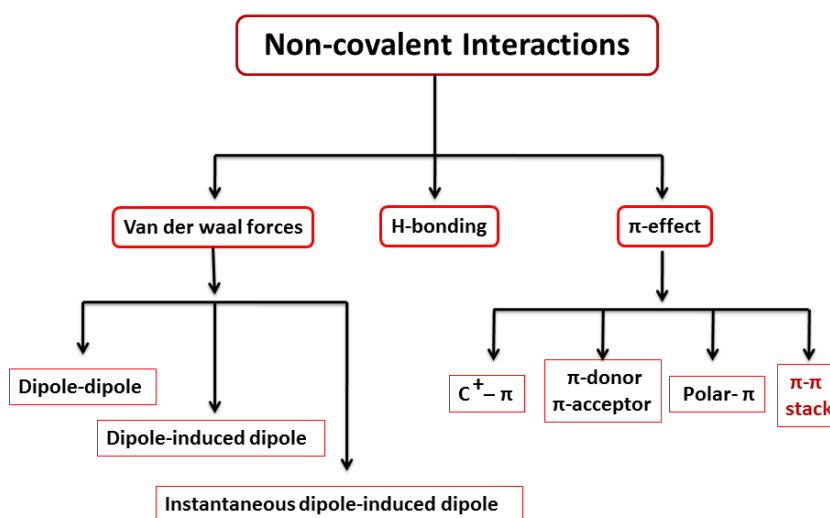 Non-covalent Interactions
Van der waal forces
H-bonding
π-effect
Dipole-dipole
Dipole-induced dipole
Instantaneous dipole-induced dipole
C⁺– π
π-donor
π-acceptor
Polar- π
π-π
stack